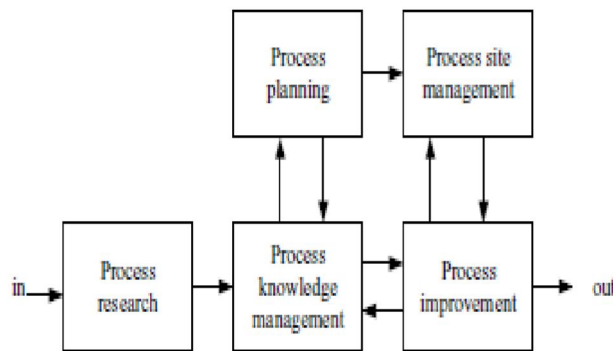 Process
planning
Process site
management
in
Process
research
Process
knowledge
management
Process
improvement
out